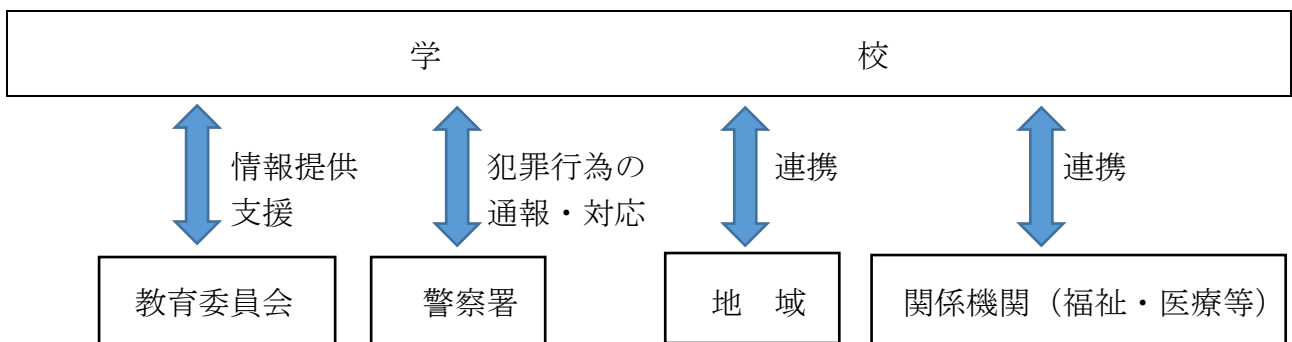 学　校
情報提供
支援
犯罪行為の
通報・対応
連携
連携
教育委員会
警察署
地　域
関係機関（福祉・医療等）